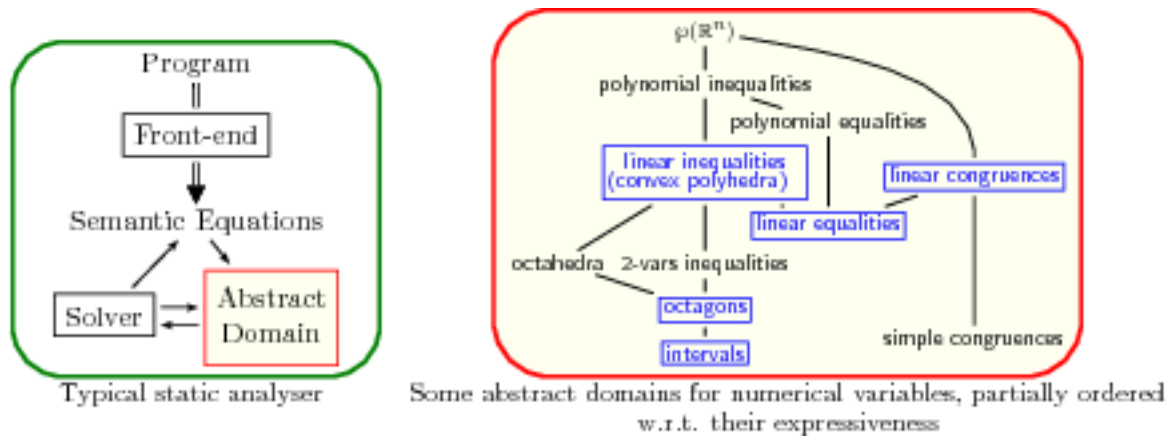 Program
Front-end
Semantic Equations
Solver
Abstract
Domain
Typical static analyser
℘(ℝⁿ)
polynomial inequalities
polynomial equalities
linear inequalities
(convex polyhedra)
linear congruences
linear equalities
octahedra
2-vars inequalities
octagons
simple congruences
intervals
Some abstract domains for numerical variables, partially ordered
w.r.t. their expressiveness